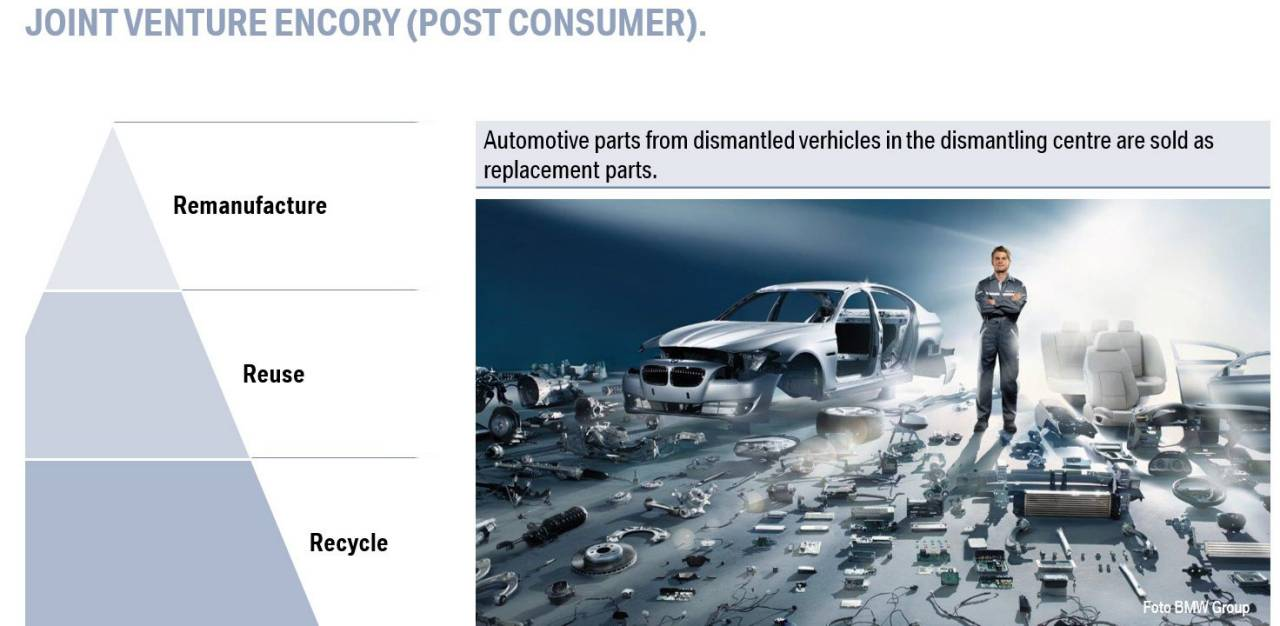 JOINT VENTURE ENCORY (POST CONSUMER).
Automotive parts from dismantled verhicles in the dismantling centre are sold as
replacement parts.
Remanufacture
Reuse
Recycle
Foto BMW Group